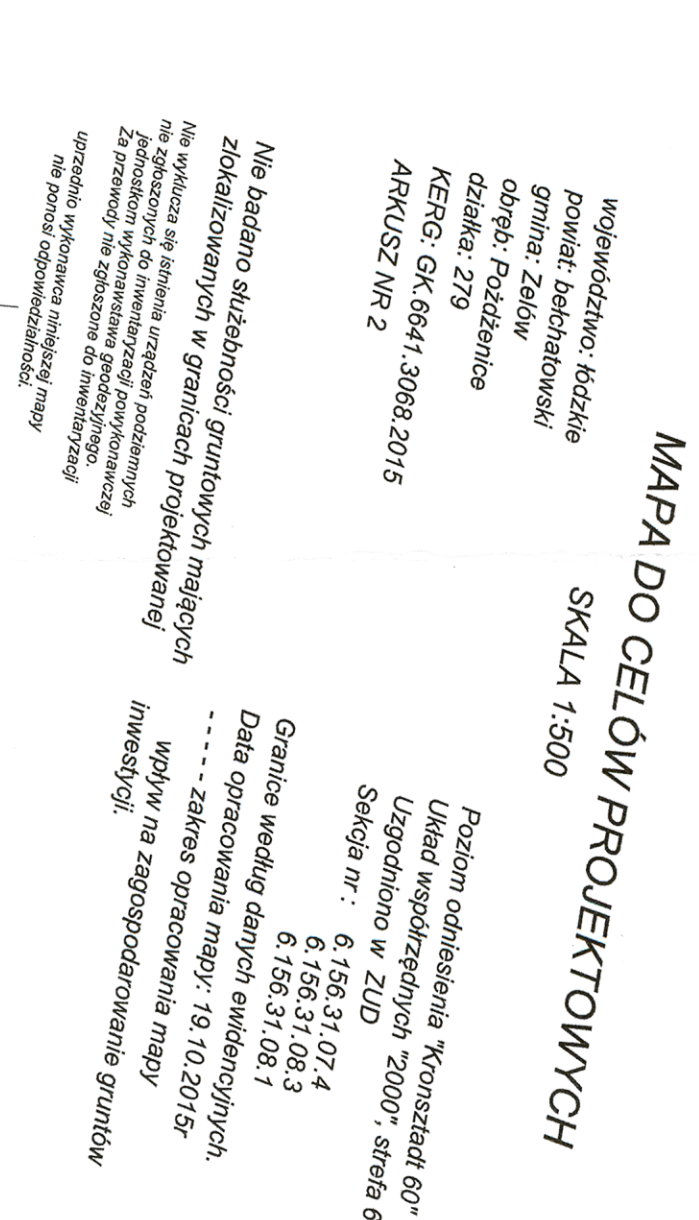 MAPA DO CELÓW PROJEKTOWYCH
SKALA 1:500
województwo: łódzkie
powiat: bełchatowski
gmina: Zelów
obręb: Pożdżenice
działka: 279
KERG: GK.6641.3068.2015
ARKUSZ NR 2
Poziom odniesienia "Kronsztadt 60"
Układ współrzędnych "2000", strefa 6
Uzgodniono w ZUD
Sekcja nr : 6.156.31.07.4
6.156.31.08.3
6.156.31.08.1
Granice według danych ewidencyjnych.
Data opracowania mapy: 19.10.2015r
- - - - - zakres opracowania mapy
Nie badano służebności gruntowych mających
wpływ na zagospodarowanie gruntów
zlokalizowanych w granicach projektowanej
inwestycji.
Nie wyklucza się istnienia urządzeń podziemnych
nie zgłoszonych do inwentaryzacji powykonawczej
jednostkom wykonawstawa geodezyjnego.
Za przewody nie zgłoszone do inwentaryzacji
uprzednio wykonawca niniejszej mapy
nie ponosi odpowiedzialności.